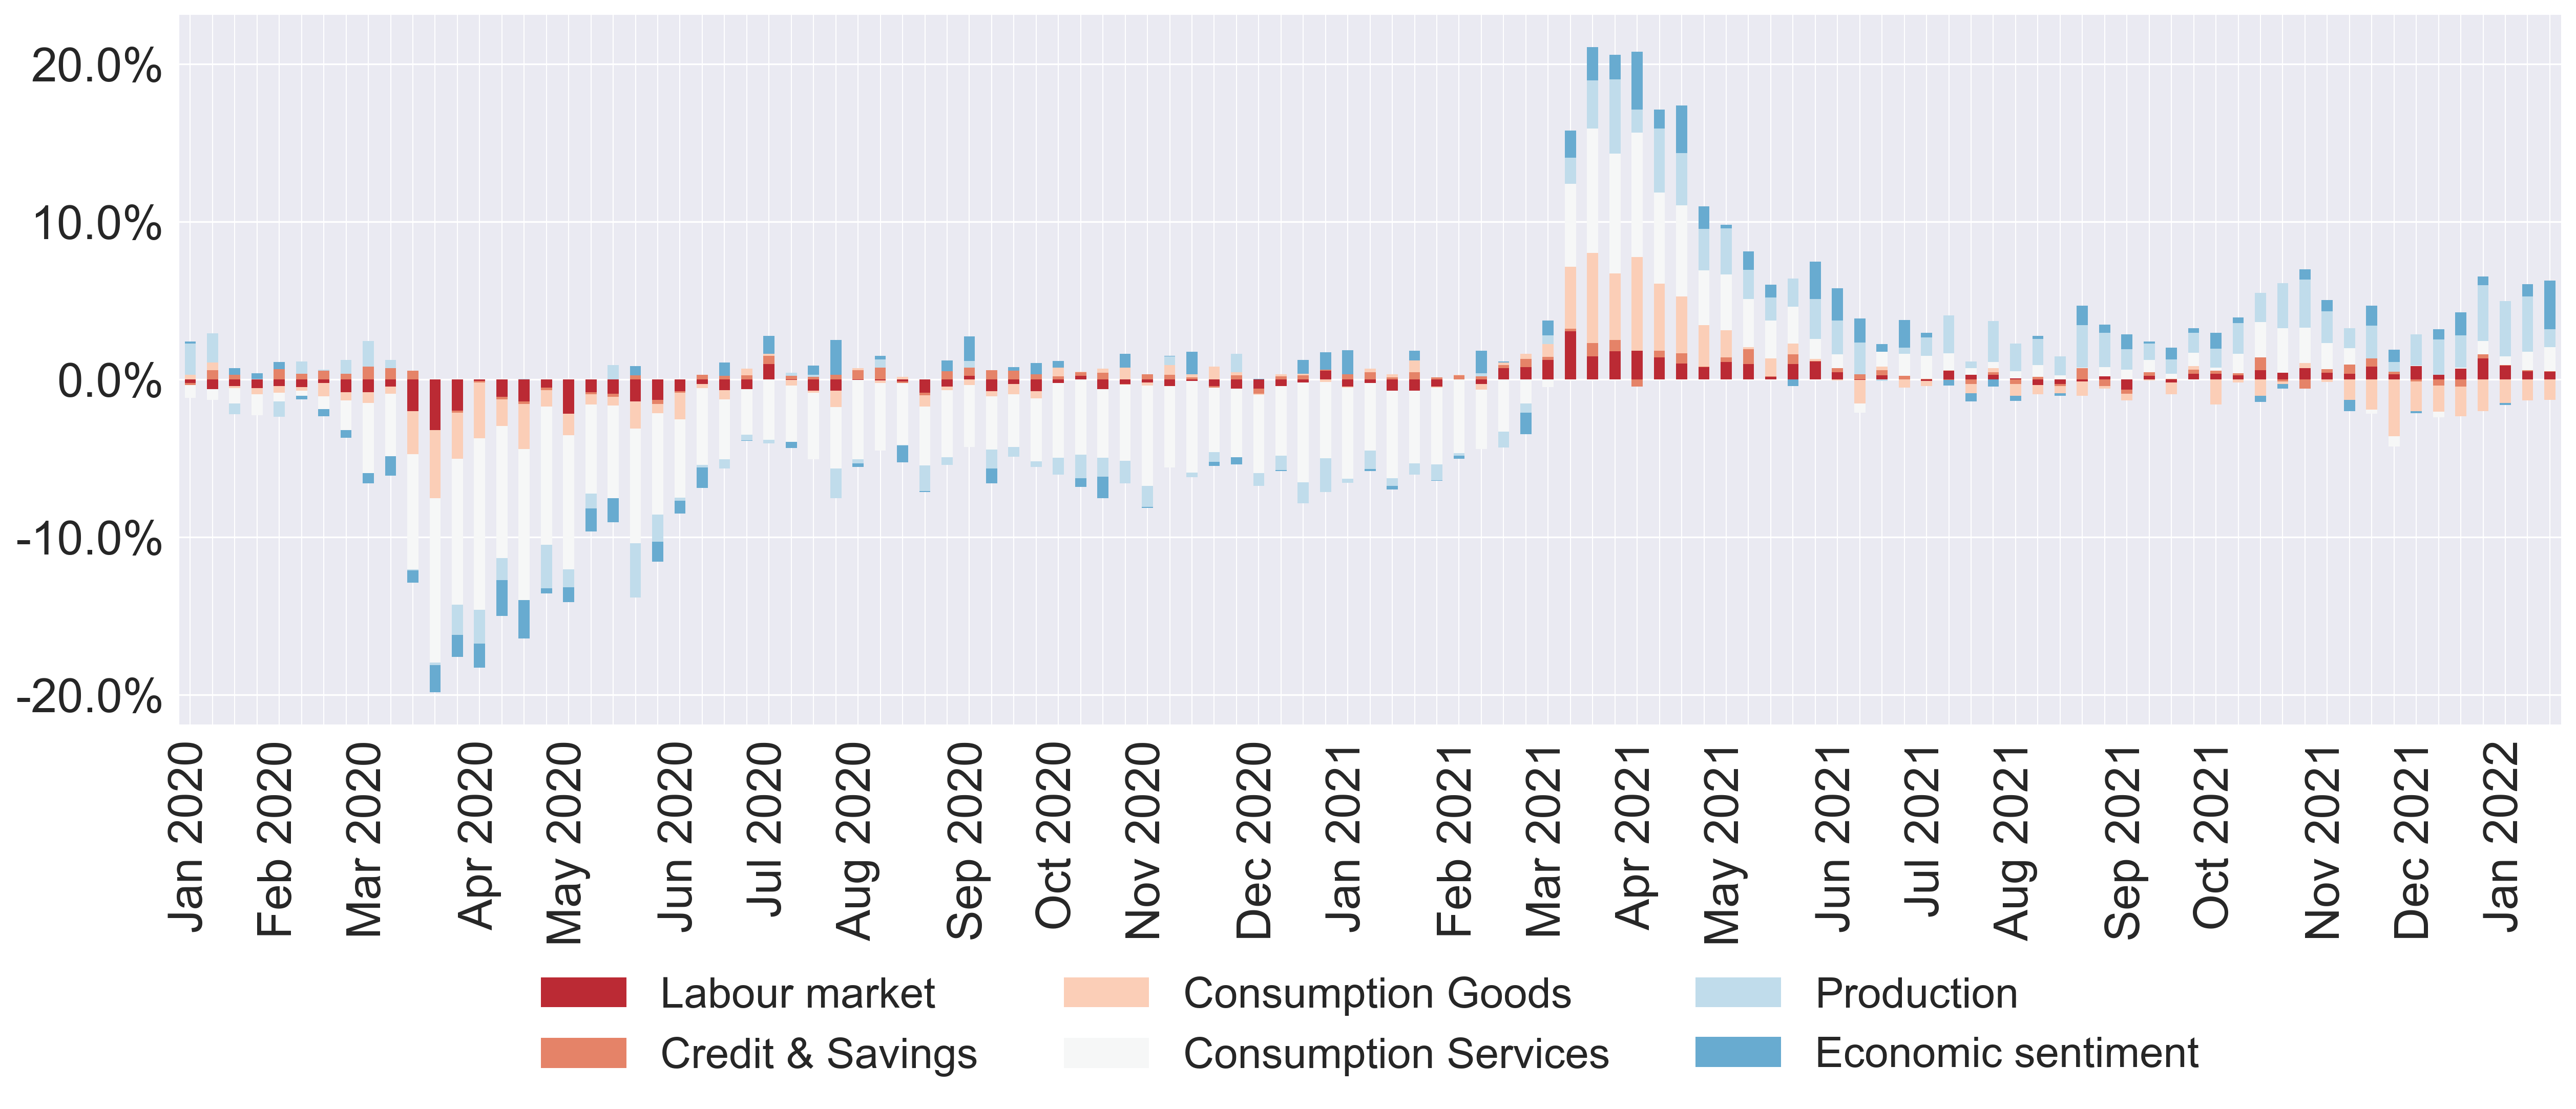 20.0%
10.0%
0.0%
-10.0%
-20.0%
Jan 2020
Feb 2020
Mar 2020
Apr 2020
May 2020
Jun 2020
Jul 2020
Aug 2020
Sep 2020
Oct 2020
Nov 2020
Dec 2020
Jan 2021
Feb 2021
Mar 2021
Apr 2021
May 2021
Jun 2021
Jul 2021
Aug 2021
Sep 2021
Oct 2021
Nov 2021
Dec 2021
Jan 2022
Labour market
Consumption Goods
Production
Credit & Savings
Consumption Services
Economic sentiment